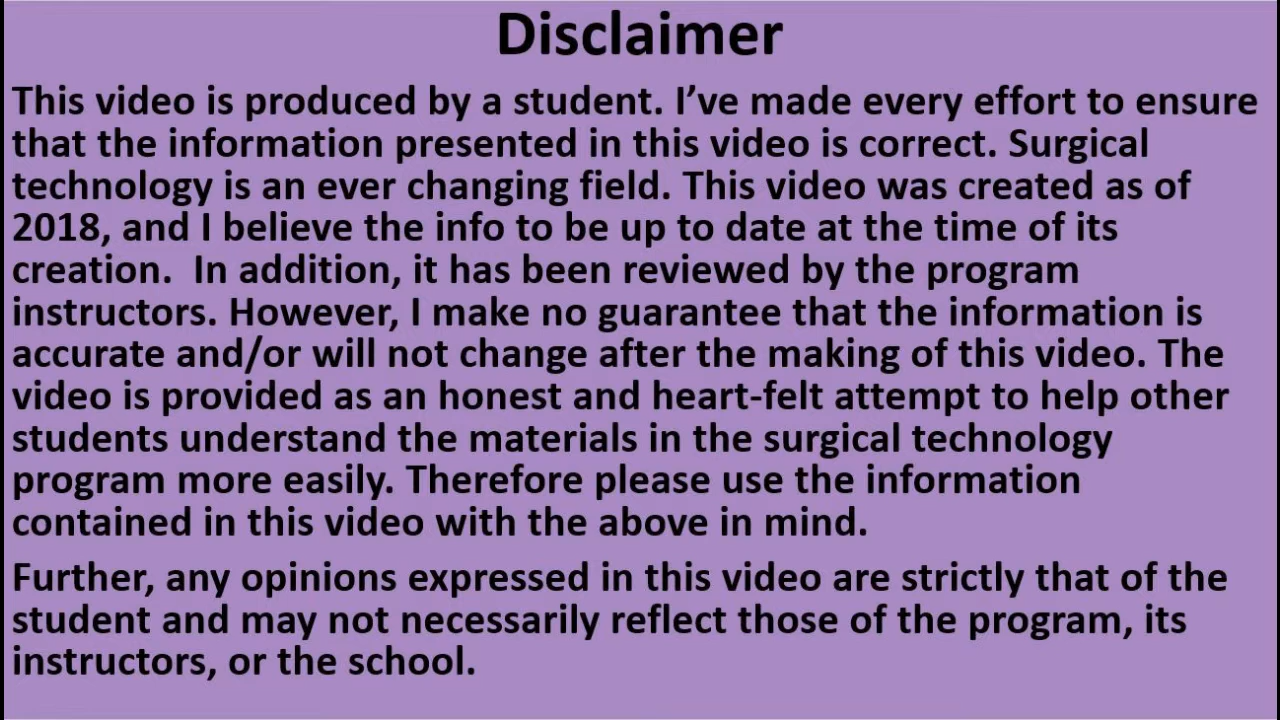 Disclaimer
This video is produced by a student. I’ve made every effort to ensure
that the information presented in this video is correct. Surgical
technology is an ever changing field. This video was created as of
2018, and I believe the info to be up to date at the time of its
creation.  In addition, it has been reviewed by the program
instructors. However, I make no guarantee that the information is
accurate and/or will not change after the making of this video. The
video is provided as an honest and heart-felt attempt to help other
students understand the materials in the surgical technology
program more easily. Therefore please use the information
contained in this video with the above in mind.
Further, any opinions expressed in this video are strictly that of the
student and may not necessarily reflect those of the program, its
instructors, or the school.